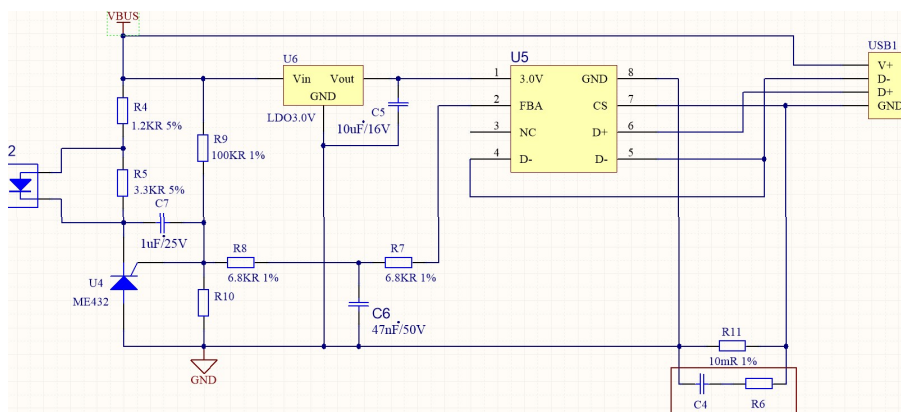 VBUS
USB1
V+
D-
D+
GND
U6
Vin Vout
GND
LDO3.0V
C5
10uF/16V
U5
1 3.0V GND 8
2 FBA CS 7
3 NC D+ 6
4 D- D- 5
R4
1.2KR 5%
R9
100KR 1%
2
R5
3.3KR 5%
C7
1uF/25V
R8
6.8KR 1%
R7
6.8KR 1%
U4
ME432
R10
C6
47nF/50V
GND
R11
10mR 1%
C4
R6